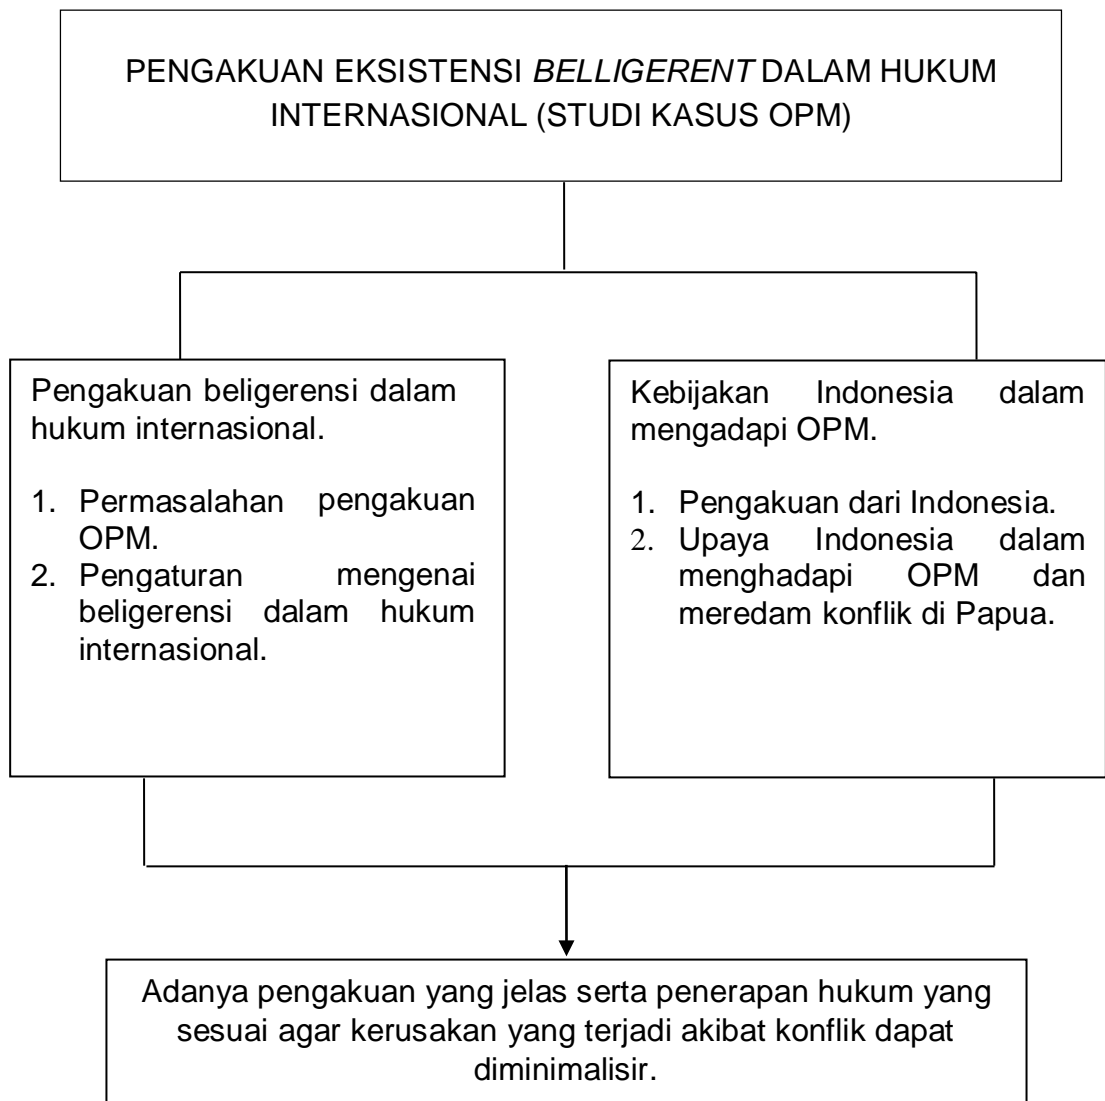 PENGAKUAN EKSISTENSI BELLIGERENT DALAM HUKUM
INTERNASIONAL (STUDI KASUS OPM)
Pengakuan beligerensi dalam
hukum internasional.
1. Permasalahan pengakuan
OPM.
2. Pengaturan mengenai
beligerensi dalam hukum
internasional.
Kebijakan Indonesia dalam
mengadapi OPM.
1. Pengakuan dari Indonesia.
2. Upaya Indonesia dalam
menghadapi OPM dan
meredam konflik di Papua.
Adanya pengakuan yang jelas serta penerapan hukum yang
sesuai agar kerusakan yang terjadi akibat konflik dapat
diminimalisir.